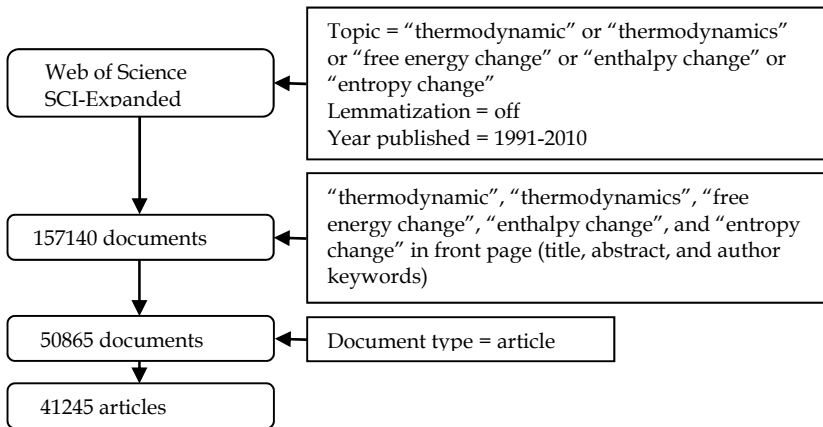 Web of Science
SCI-Expanded
Topic = “thermodynamic” or “thermodynamics”
or “free energy change” or “enthalpy change” or
“entropy change”
Lemmatization = off
Year published = 1991-2010
157140 documents
“thermodynamic”, “thermodynamics”, “free
energy change”, “enthalpy change”, and “entropy
change” in front page (title, abstract, and author
keywords)
50865 documents
Document type = article
41245 articles